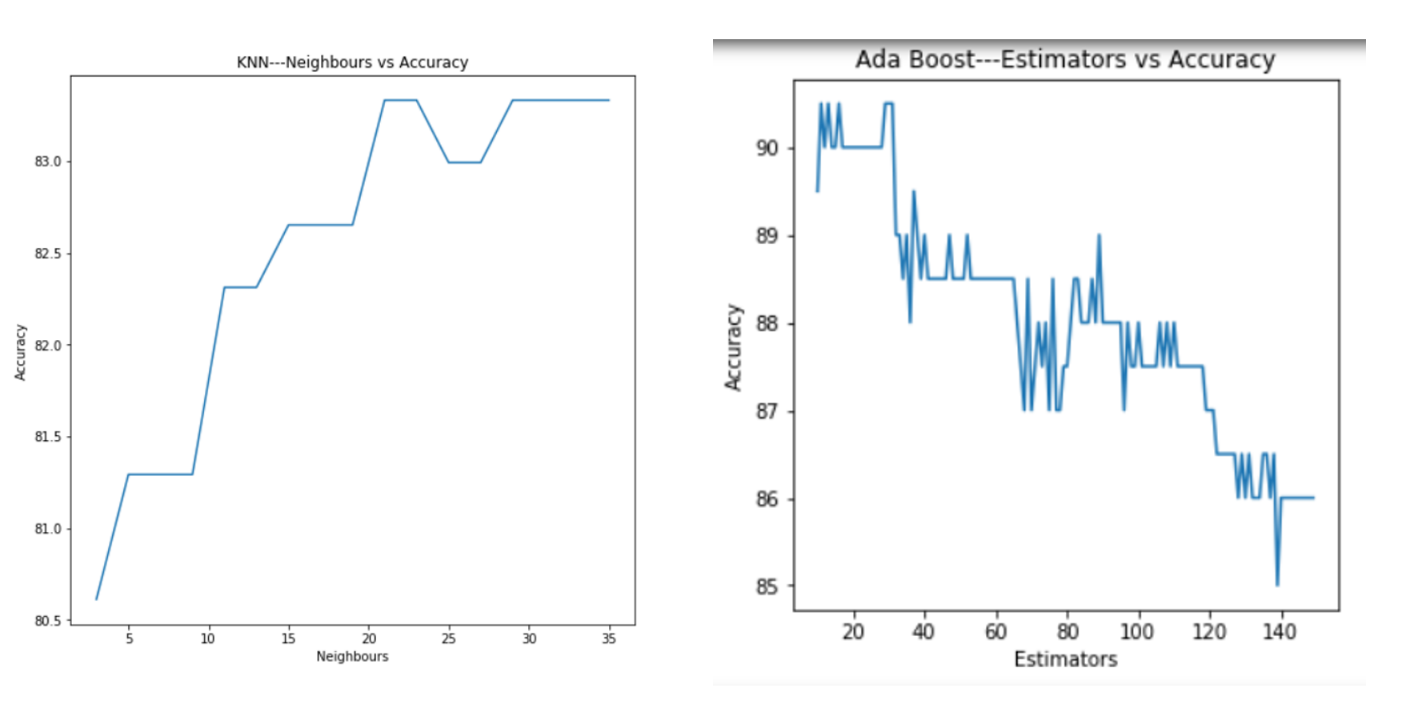 KNN---Neighbours vs Accuracy
83.0
82.5
82.0
81.5
81.0
80.5
Accuracy
5 10 15 20 25 30 35
Neighbours
Ada Boost---Estimators vs Accuracy
90
89
88
87
86
85
Accuracy
20 40 60 80 100 120 140
Estimators